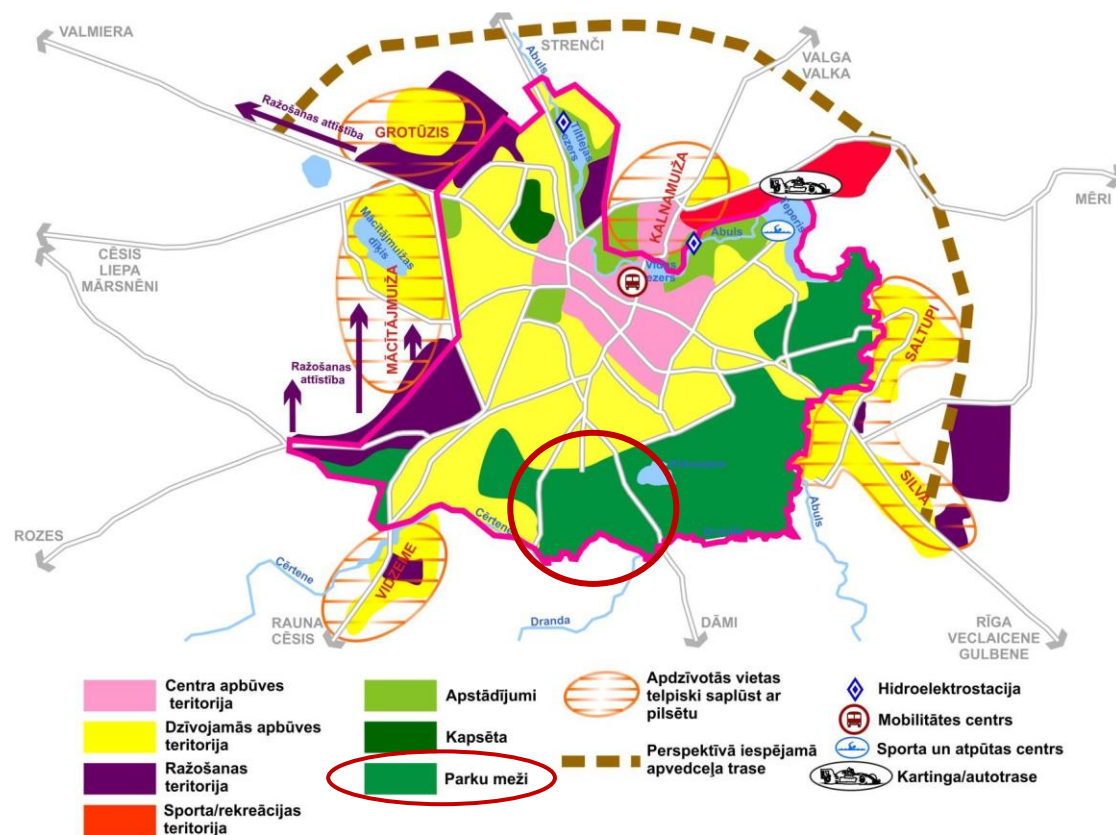 VALMIERA
STRENČI
VALGA
VALKA
Abuls
Ražošanas attīstība
GROTŪZIS
Tiltlejas
ezers
KALNAMUIŽA
MĒRI
CĒSIS
LIEPA
MĀRSNĒNI
Mācītājmuižas
dīķis
MĀCĪTĀJMUIŽA
Abuls
Vidus
ezers
SALTUPI
Ražošanas
attīstība
SILVA
Abuls
ROZES
Cērtene
Cērtene
VIDZEME
RAUNA
CĒSIS
Dranda
DĀMI
RĪGA
VECLAICENE
GULBENE
Centra apbūves
teritorija
Dzīvojamās apbūves
teritorija
Ražošanas
teritorija
Sporta/rekreācijas
teritorija
Apstādījumi
Kapsēta
Parku meži
Apdzīvotās vietas
telpiski saplūst ar
pilsētu
Perspektīvā iespējamā
apvedceļa trase
Hidroelektrostacija
Mobilitātes centrs
Sporta un atpūtas centrs
Kartinga/autotrase